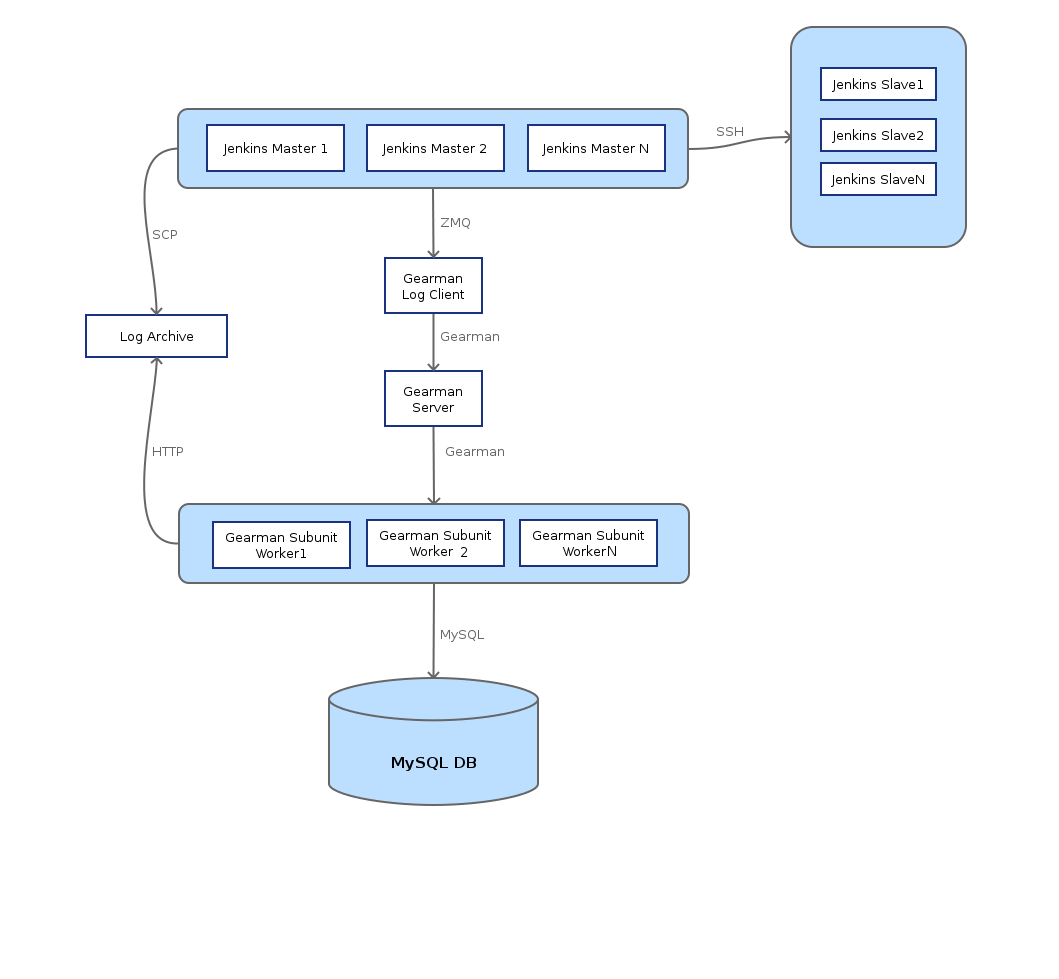 Jenkins Slave1
SSH
Jenkins Slave2
Jenkins Master 1
Jenkins Master 2
Jenkins Master N
Jenkins SlaveN
ZMQ
SCP
Gearman
Log Client
Log Archive
Gearman
Gearman
Server
HTTP
Gearman
Gearman Subunit
Worker1
Gearman Subunit
Worker 2
Gearman Subunit
WorkerN
MySQL
MySQL DB